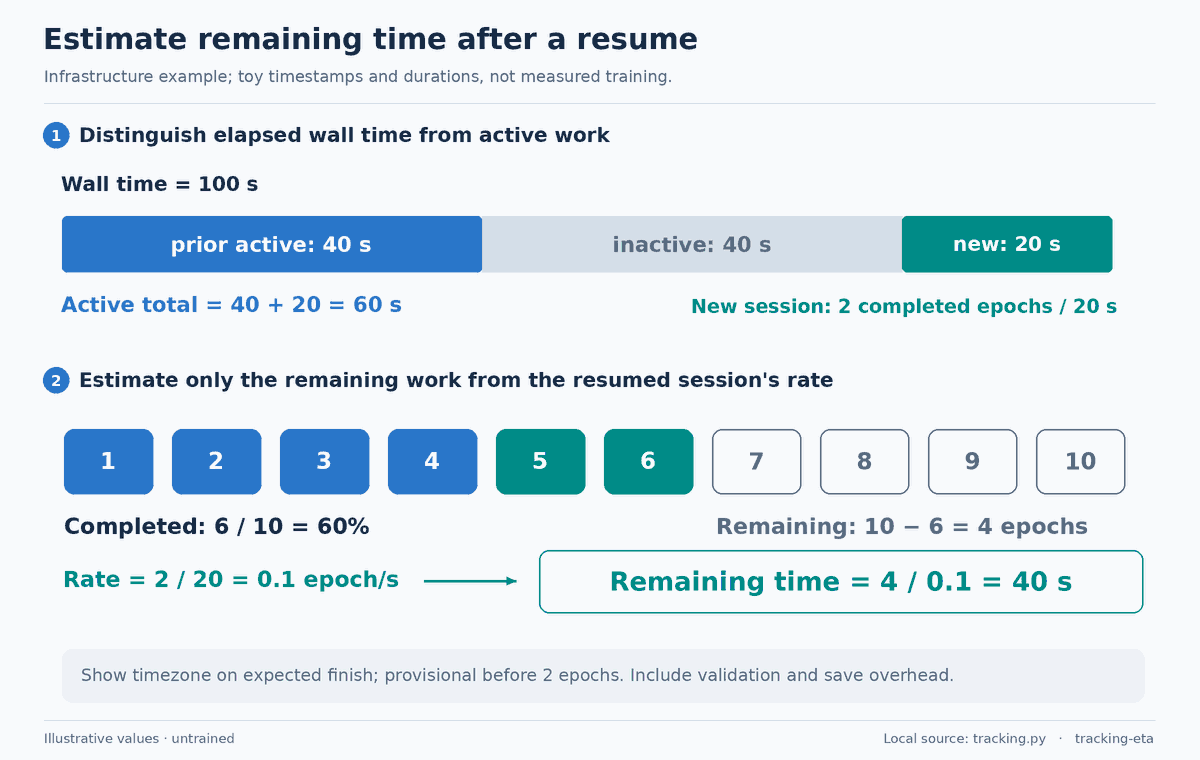 Estimate remaining time after a resume
Infrastructure example; toy timestamps and durations, not measured training.
1 Distinguish elapsed wall time from active work
Wall time = 100 s
prior active: 40 s inactive: 40 s new: 20 s
Active total = 40 + 20 = 60 s New session: 2 completed epochs / 20 s
2 Estimate only the remaining work from the resumed session's rate
1 2 3 4 5 6 7 8 9 10
Completed: 6 / 10 = 60% Remaining: 10 − 6 = 4 epochs
Rate = 2 / 20 = 0.1 epoch/s Remaining time = 4 / 0.1 = 40 s
Show timezone on expected finish; provisional before 2 epochs. Include validation and save overhead.
Illustrative values · untrained Local source: tracking.py · tracking-eta